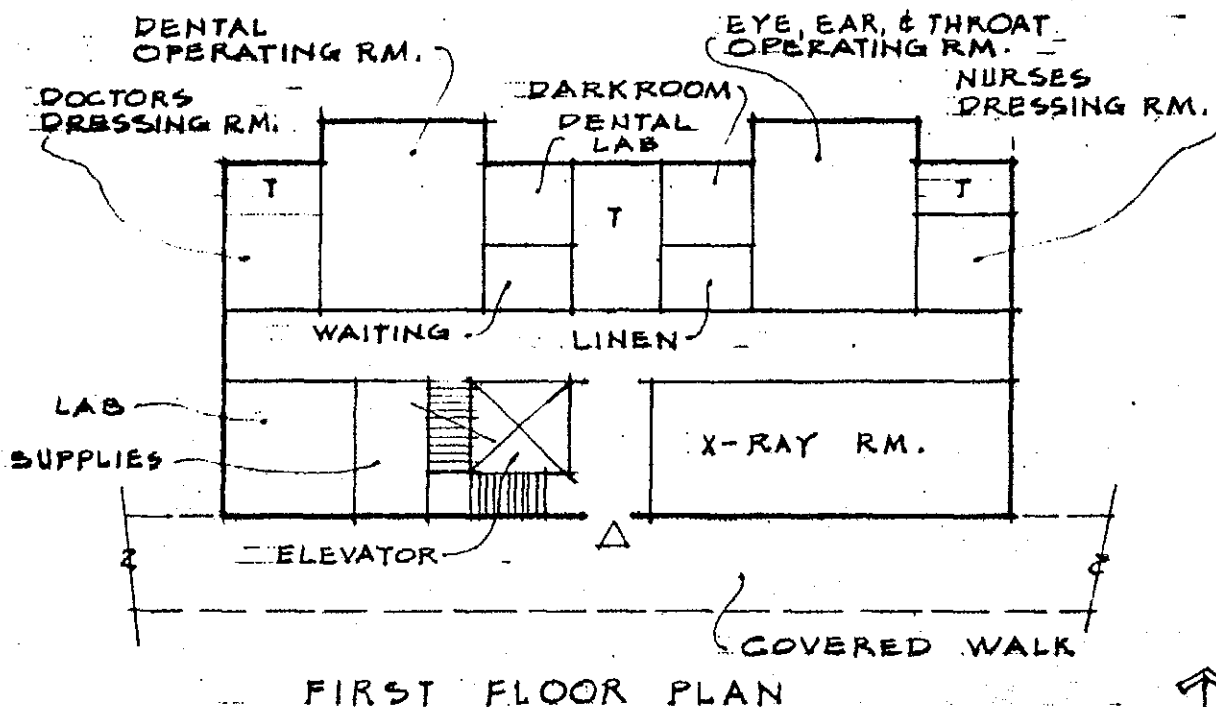 DENTAL
OPERATING RM.
EYE, EAR, & THROAT
OPERATING RM.
DOCTORS
DRESSING RM.
DARKROOM
DENTAL
LAB
NURSES
DRESSING RM.
T
T
T
WAITING
LINEN
LAB
SUPPLIES
X-RAY RM.
ELEVATOR
COVERED WALK
FIRST FLOOR PLAN